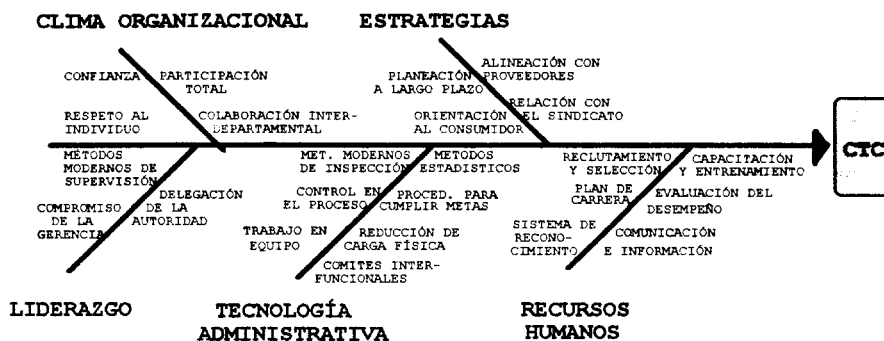 CLIMA ORGANIZACIONAL
ESTRATEGIAS
CONFIANZA
PARTICIPACIÓN
TOTAL
PLANEACIÓN
A LARGO PLAZO
ALINEACIÓN CON
PROVEEDORES
RESPETO AL
INDIVIDUO
COLABORACIÓN INTER-
DEPARTAMENTAL
ORIENTACIÓN
AL CONSUMIDOR
RELACIÓN CON
EL SINDICATO
CTC
MÉTODOS
MODERNOS DE
SUPERVISIÓN
DELEGACIÓN
DE LA
AUTORIDAD
COMPROMISO
DE LA
GERENCIA
MET. MODERNOS
DE INSPECCIÓN
METODOS
ESTADISTICOS
CONTROL EN
EL PROCESO
PROCED. PARA
CUMPLIR METAS
TRABAJO EN
EQUIPO
REDUCCIÓN DE
CARGA FÍSICA
COMITES INTER-
FUNCIONALES
RECLUTAMIENTO
Y SELECCIÓN
CAPACITACIÓN
Y ENTRENAMIENTO
PLAN DE
CARRERA
EVALUACIÓN DEL
DESEMPEÑO
SISTEMA DE
RECONO-
CIMIENTO
COMUNICACIÓN
E INFORMACIÓN
LIDERAZGO
TECNOLOGÍA
ADMINISTRATIVA
RECURSOS
HUMANOS